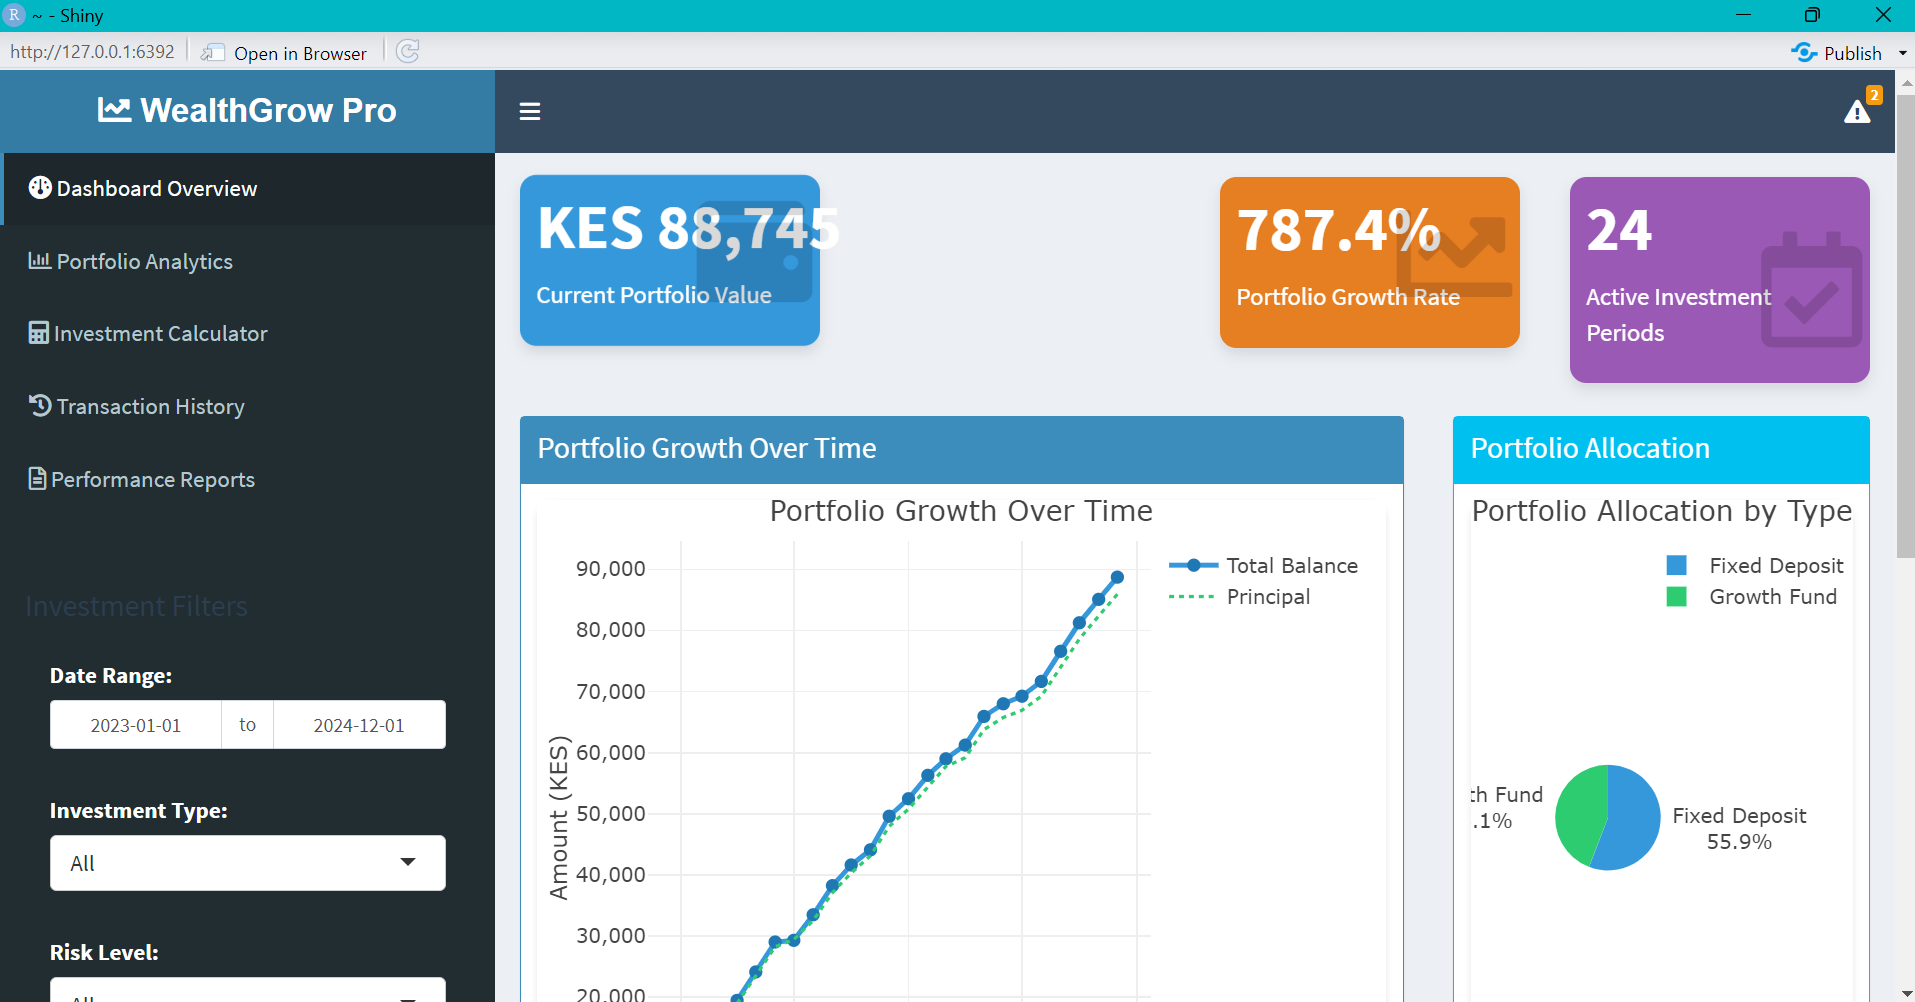 R ~ - Shiny
http://127.0.0.1:6392 Open in Browser Publish
WealthGrow Pro
2
Dashboard Overview
Portfolio Analytics
Investment Calculator
Transaction History
Performance Reports
Investment Filters
Date Range:
2023-01-01 to 2024-12-01
Investment Type:
All
Risk Level:
All
KES 88,745
Current Portfolio Value
787.4%
Portfolio Growth Rate
24
Active Investment
Periods
Portfolio Growth Over Time
Portfolio Growth Over Time
90,000
80,000
70,000
60,000
50,000
40,000
30,000
20,000
Amount (KES)
Total Balance
Principal
Portfolio Allocation
Portfolio Allocation by Type
Fixed Deposit
Growth Fund
th Fund
.1%
Fixed Deposit
55.9%